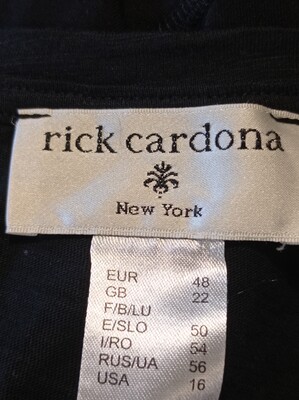 rick cardona
New York
EUR 48
GB 22
F/B/LU
E/SLO 50
I/RO 54
RUS/UA 56
USA 16